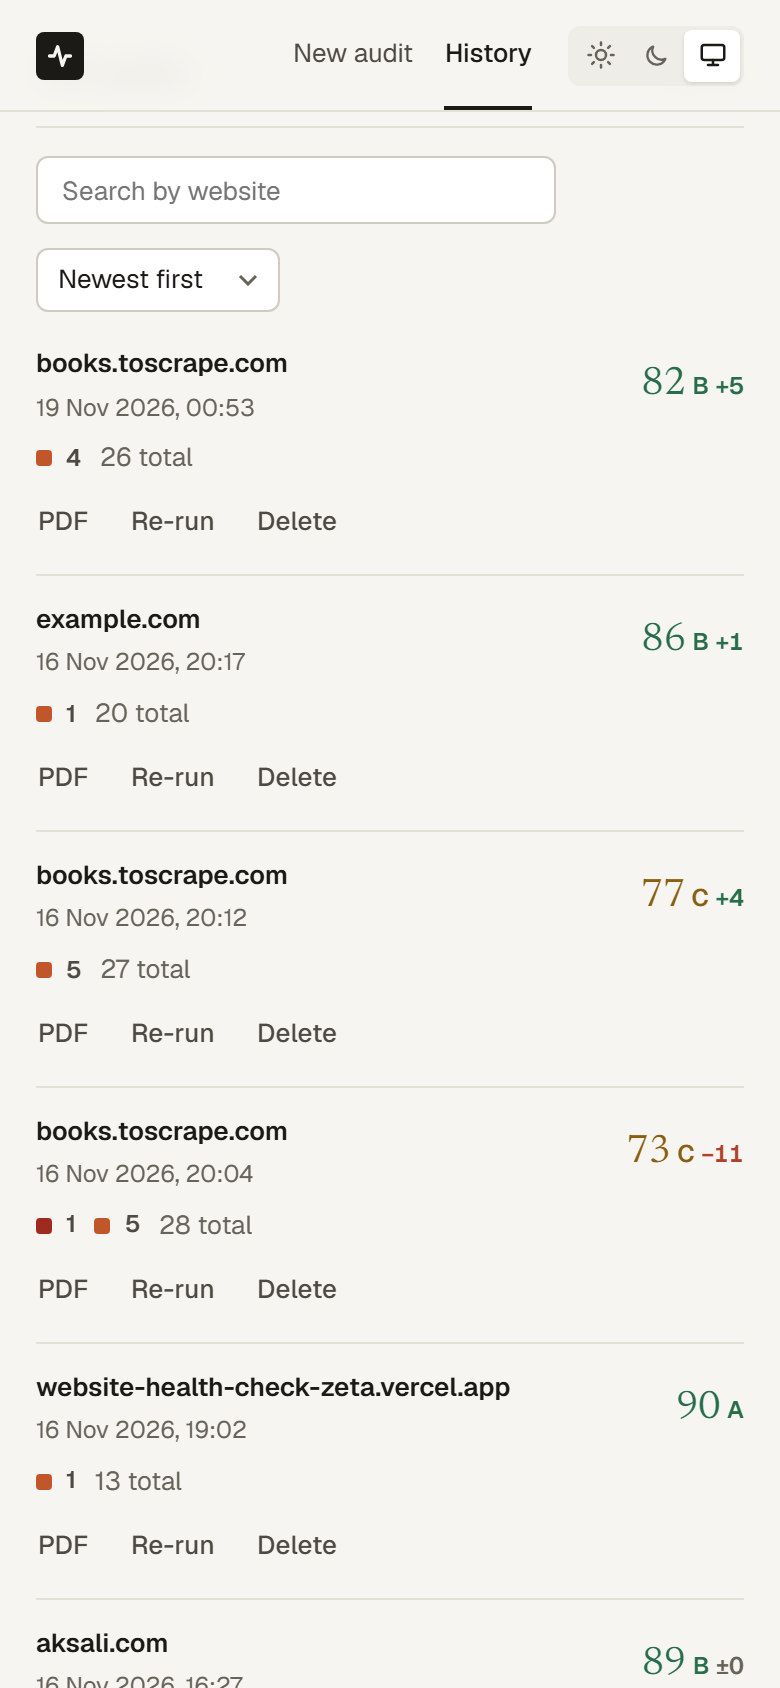 New audit History
Search by website
Newest first
books.toscrape.com
82 B +5
19 Nov 2026, 00:53
4 26 total
PDF Re-run Delete
example.com
86 B +1
16 Nov 2026, 20:17
1 20 total
PDF Re-run Delete
books.toscrape.com
77 C +4
16 Nov 2026, 20:12
5 27 total
PDF Re-run Delete
books.toscrape.com
73 C −11
16 Nov 2026, 20:04
1 5 28 total
PDF Re-run Delete
website-health-check-zeta.vercel.app
90 A
16 Nov 2026, 19:02
1 13 total
PDF Re-run Delete
aksali.com
89 B ±0
16 Nov 2026, 16:27